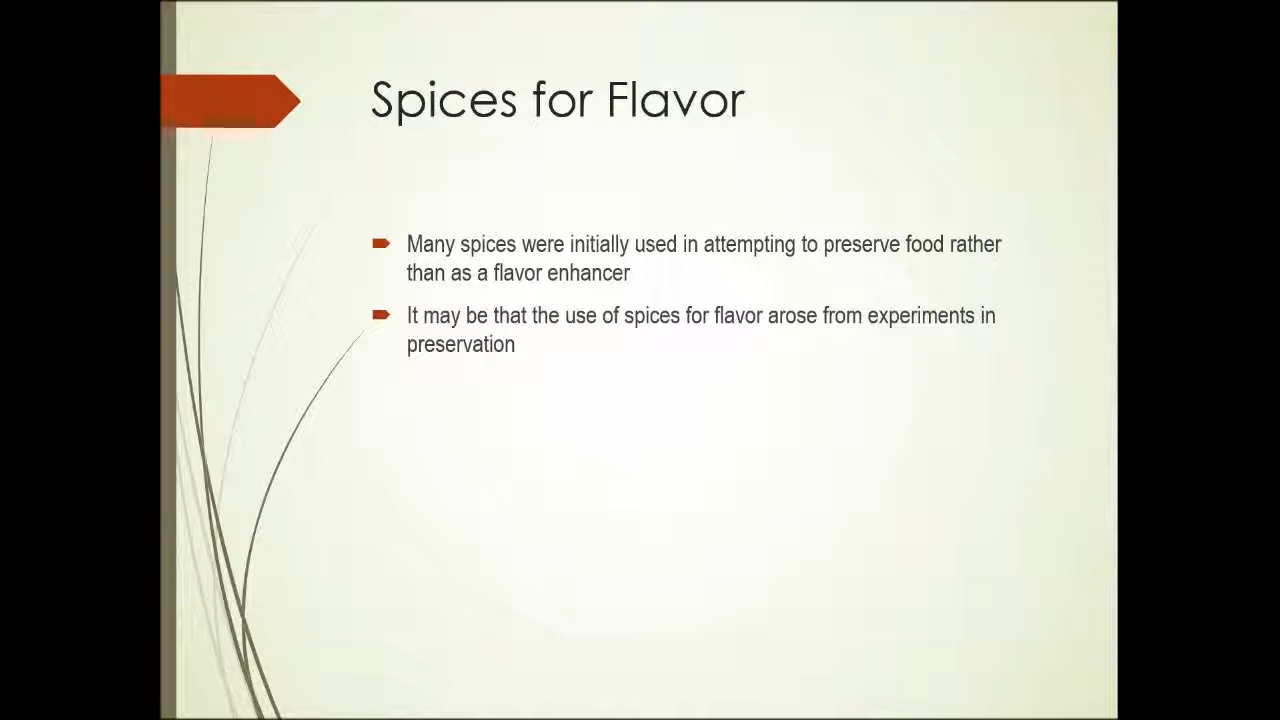 Spices for Flavor
Many spices were initially used in attempting to preserve food rather
than as a flavor enhancer
It may be that the use of spices for flavor arose from experiments in
preservation